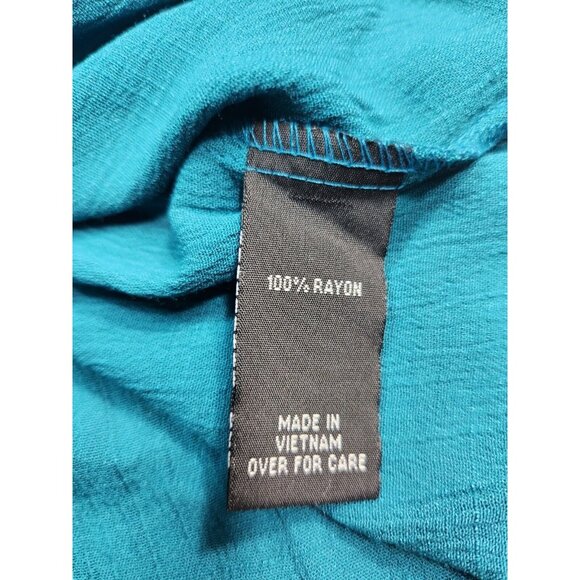 100% RAYON
MADE IN
VIETNAM
OVER FOR CARE